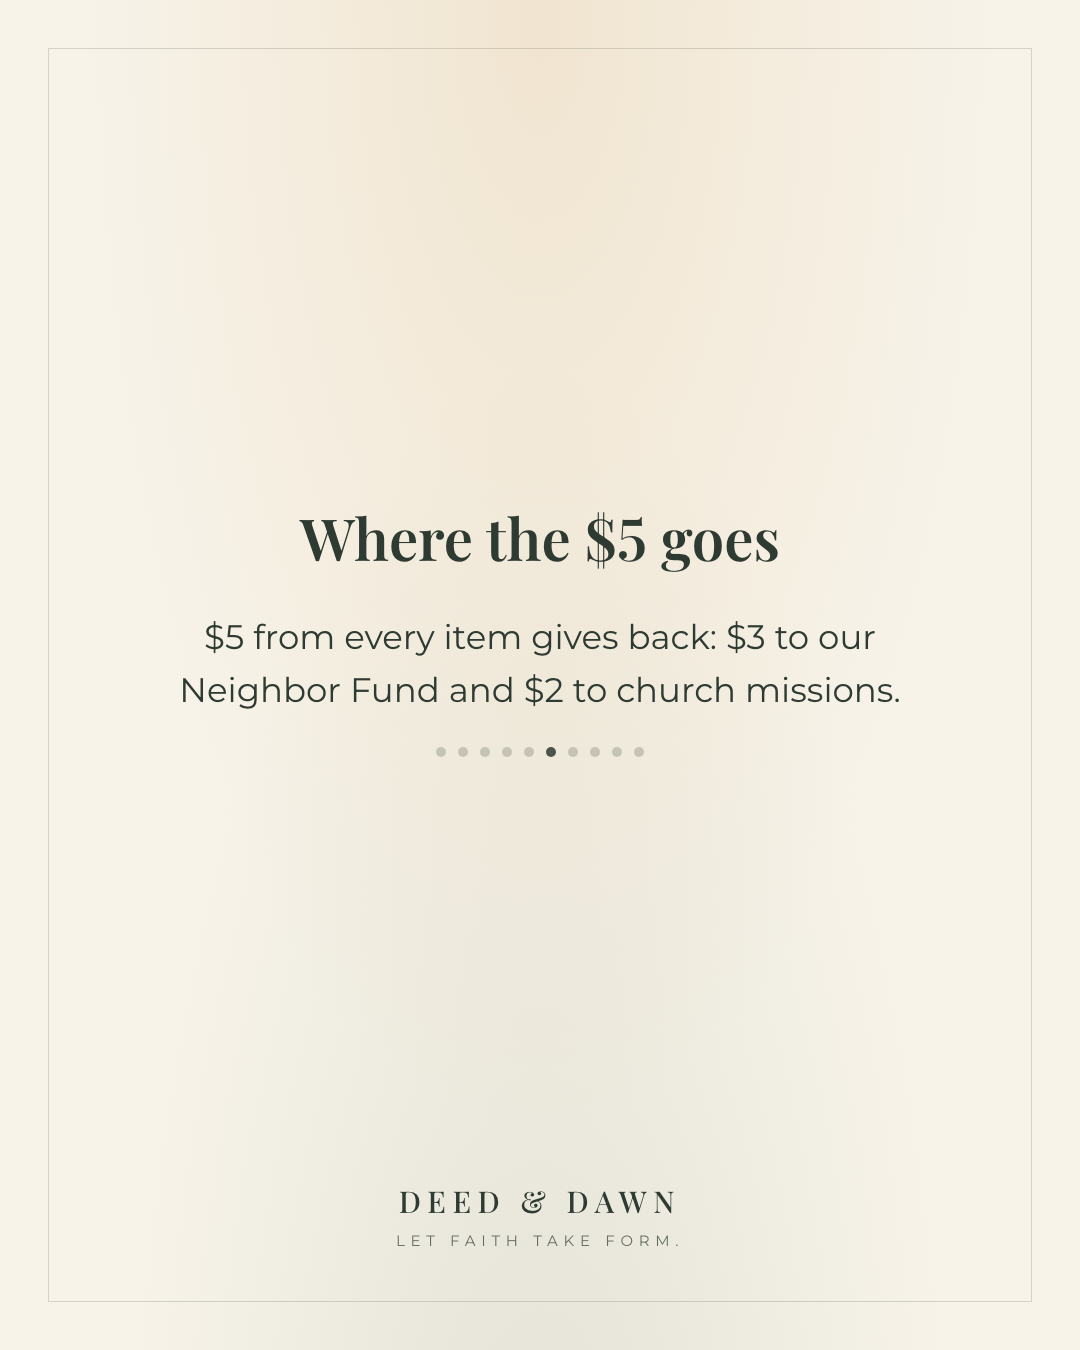 Where the $5 goes
$5 from every item gives back: $3 to our
Neighbor Fund and $2 to church missions.
DEED & DAWN
LET FAITH TAKE FORM.